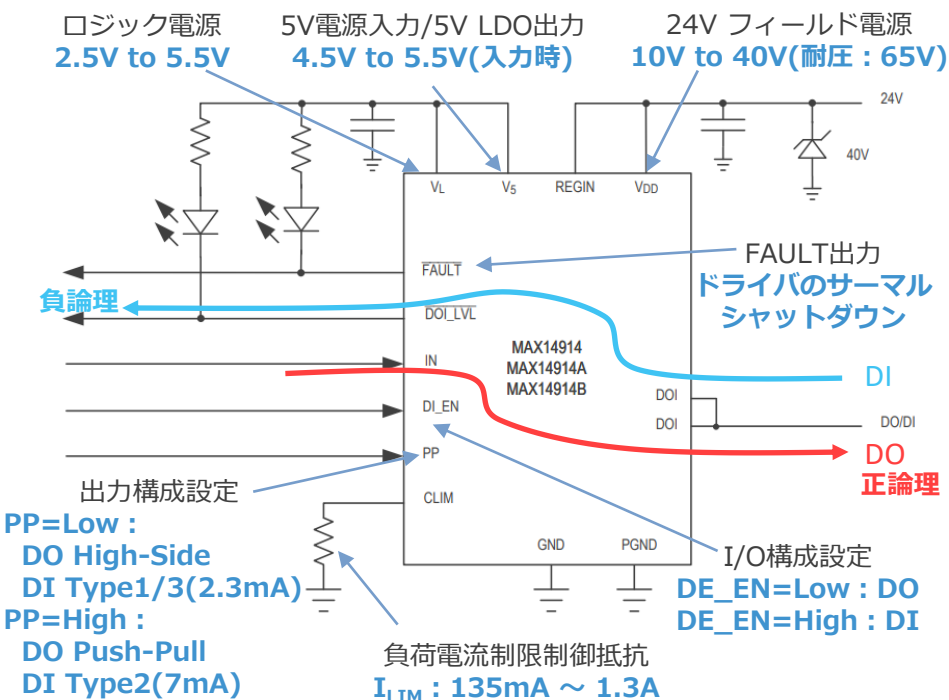 ロジック電源
2.5V to 5.5V
5V電源入力/5V LDO出力
4.5V to 5.5V(入力時)
24V フィールド電源
10V to 40V(耐圧：65V)
24V
40V
VL
V5
REGIN
VDD
FAULT
FAULT出力
ドライバのサーマル
シャットダウン
負論理
DOI_LVL
MAX14914
MAX14914A
MAX14914B
IN
DI
DI_EN
DOI
DOI
DO/DI
PP
DO
正論理
出力構成設定
CLIM
PP=Low：
DO High-Side
DI Type1/3(2.3mA)
PP=High：
DO Push-Pull
DI Type2(7mA)
GND
PGND
I/O構成設定
DE_EN=Low：DO
DE_EN=High：DI
負荷電流制限制御抵抗
ILIM：135mA ～ 1.3A